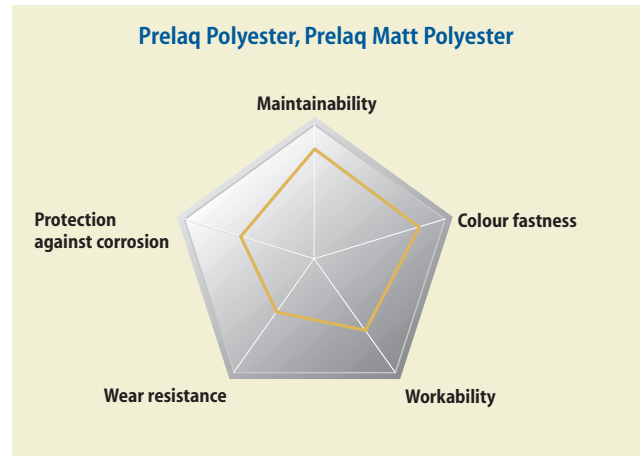 Prelaq Polyester, Prelaq Matt Polyester
Maintainability
Protection
against corrosion
Colour fastness
Wear resistance
Workability